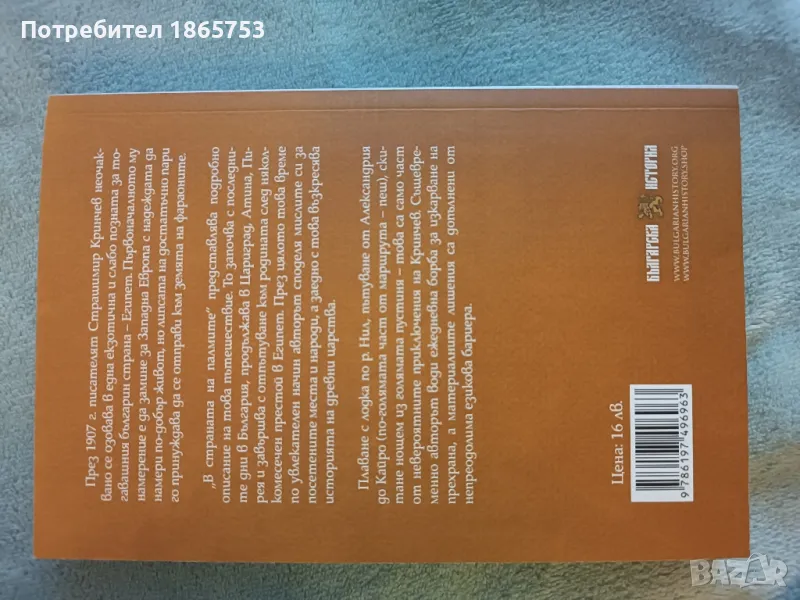 Потребител 1865753
През 1907 г. писателят Страшимир Кринчев неочак-
вано се озовава в една екзотична и слабо позната за то-
гавашния българин страна – Египет. Първоначалното му
намерение е да замине за Западна Европа с надеждата да
намери по-добър живот, но липсата на достатъчно пари
го принуждава да се отправи към земята на фараоните.
„В страната на палмите“ представлява подробно
описание на това пътешествие. То започва с последни-
те дни в България, продължава в Цариград, Атина, Пи-
рея и завършва с отпътуване към родината след някол-
комесечен престой в Египет. През цялото това време
по увлекателен начин авторът споделя мислите си за
посетените места и народи, а заедно с това възкресява
историята на древни царства.
Плаване с лодка по р. Нил, пътуване от Александрия
до Кайро (по-голямата част от маршрута – пеш), ски-
тане нощем из голямата пустиня – това са само част
от невероятните приключения на Кринчев. Същевре-
менно авторът води ежедневна борба за изкарване на
прехрана, а материалните лишения са допълнени от
непреодолима езикова бариера.
БЪЛГАРСКА ИСТОРИЯ
WWW.BULGARIANHISTORY.ORG
WWW.BULGARIANHISTORY.SHOP
Цена: 16 лв.
9 786197 496963
BAZAR
bazar.bg